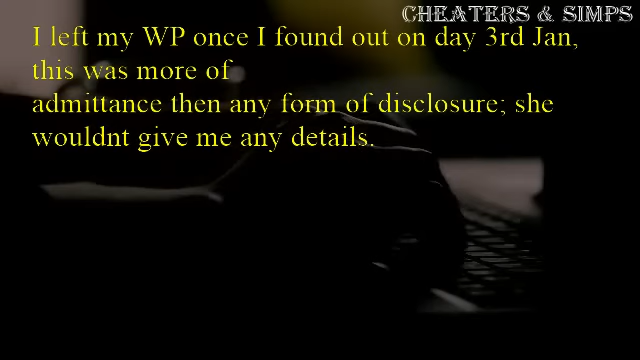 CHEATERS & SIMPS
I left my WP once I found out on day 3rd Jan,
this was more of
admittance then any form of disclosure; she
wouldnt give me any details.